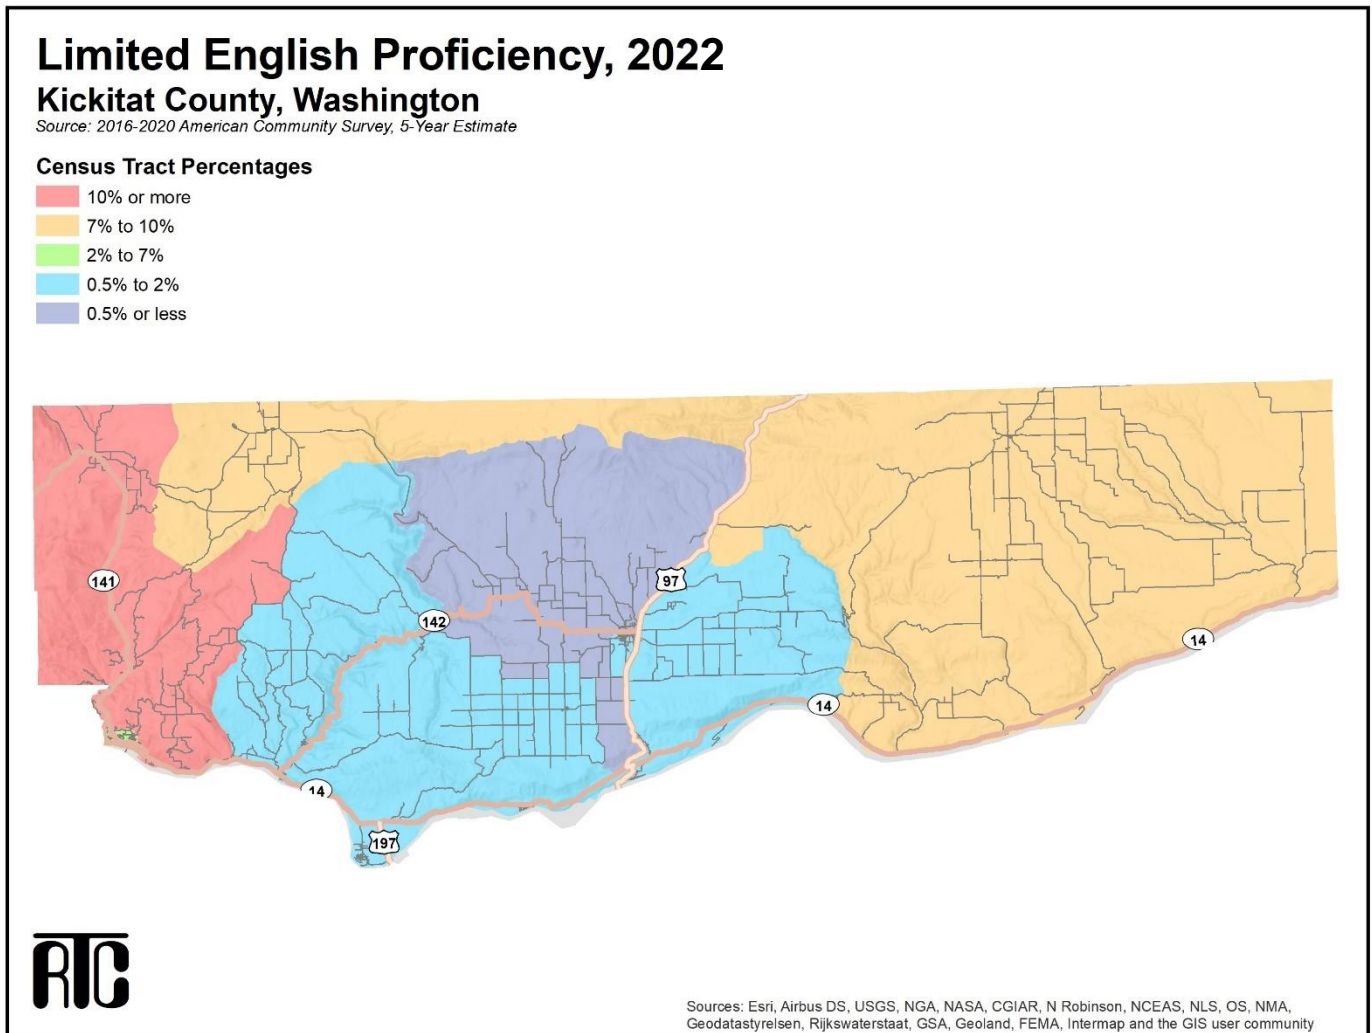 Limited English Proficiency, 2022
Kickitat County, Washington
Source: 2016-2020 American Community Survey, 5-Year Estimate
Census Tract Percentages
10% or more
7% to 10%
2% to 7%
0.5% to 2%
0.5% or less
141
97
142
14
14
14
197
RTC
Sources: Esri, Airbus DS, USGS, NGA, NASA, CGIAR, N Robinson, NCEAS, NLS, OS, NMA,
Geodatastyrelsen, Rijkswaterstaat, GSA, Geoland, FEMA, Intermap and the GIS user community